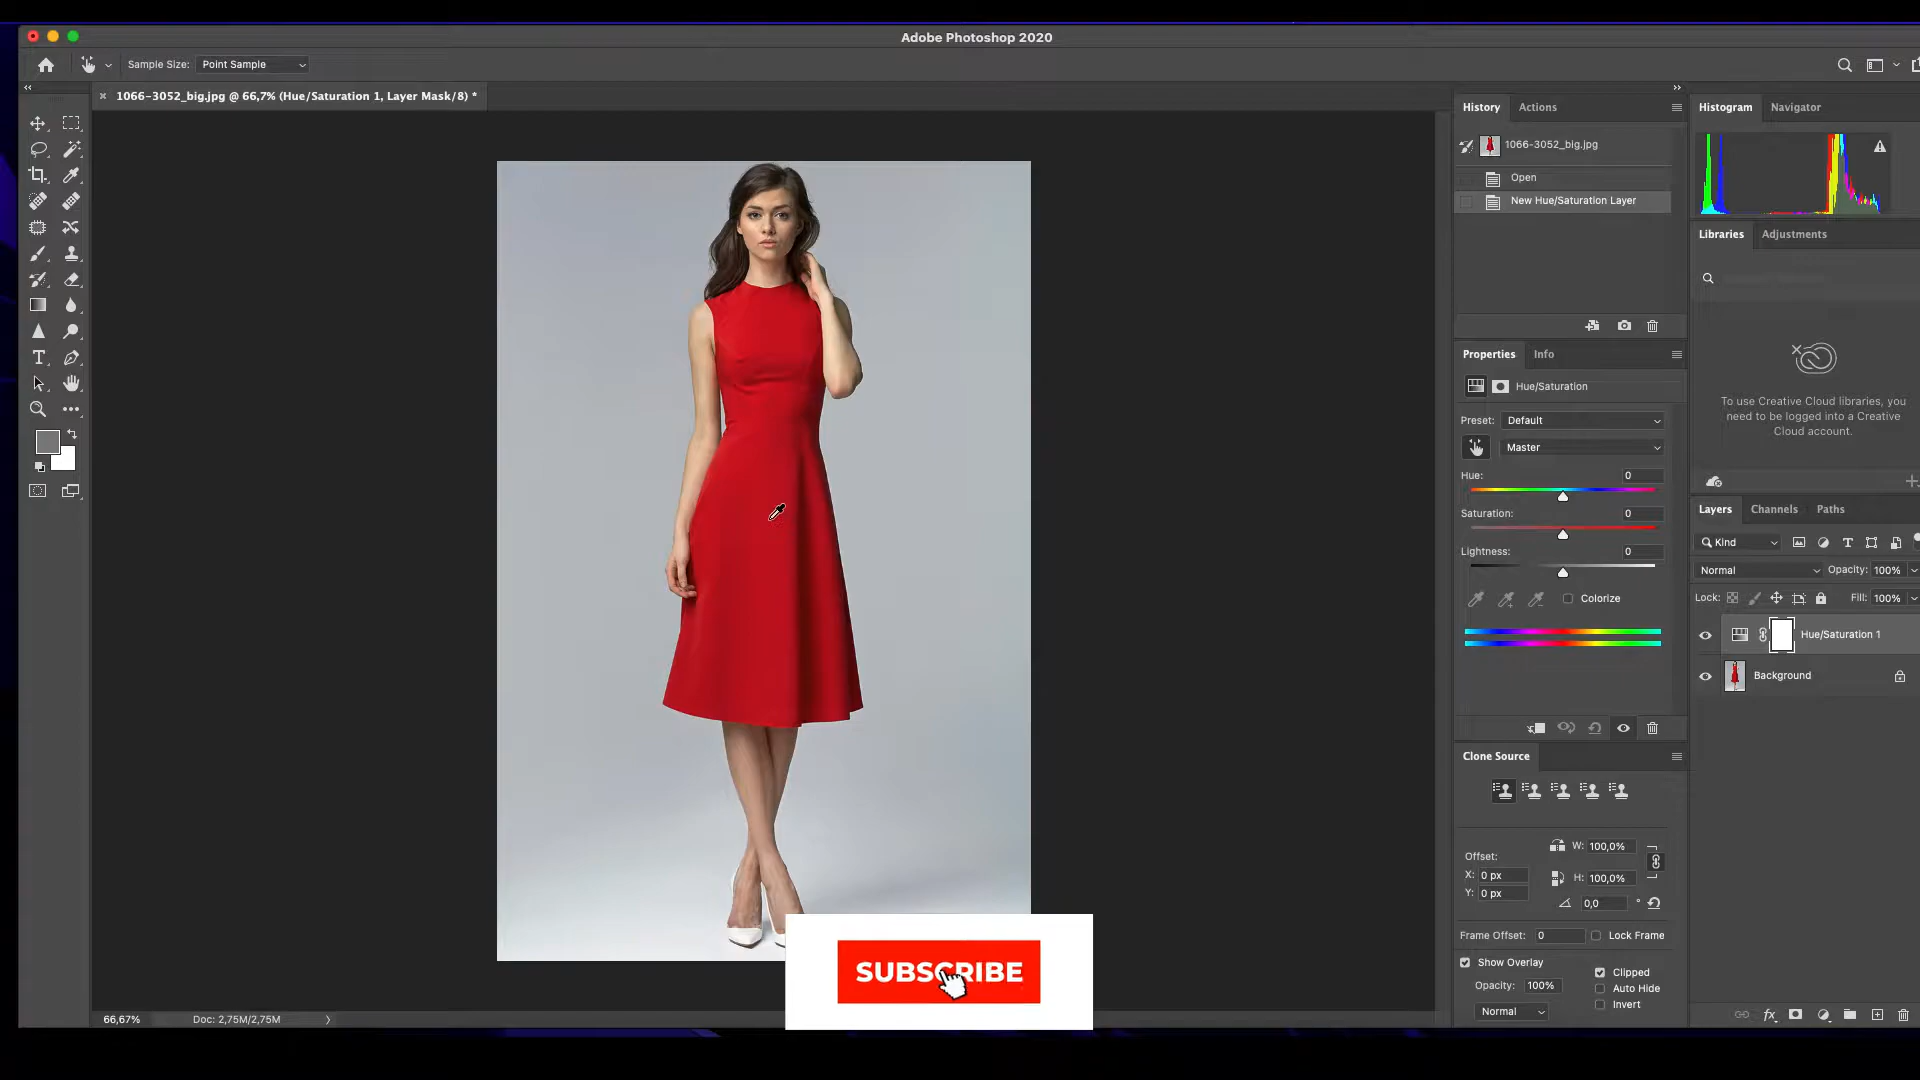 Adobe Photoshop 2020
Sample Size: Point Sample
1066-3052_big.jpg @ 66,7% (Hue/Saturation 1, Layer Mask/8) *
History Actions
1066-3052_big.jpg
Open
New Hue/Saturation Layer
Histogram Navigator
Libraries Adjustments
To use Creative Cloud libraries, you
need to be logged into a Creative
Cloud account.
Properties Info
Hue/Saturation
Preset: Default
Master
Hue: 0
Saturation: 0
Lightness: 0
Colorize
Layers Channels Paths
Kind
Normal Opacity: 100%
Lock: Fill: 100%
Hue/Saturation 1
Background
Clone Source
Offset:
X: 0 px
Y: 0 px
W: 100,0%
H: 100,0%
0,0 °
Frame Offset: 0 Lock Frame
Show Overlay
Opacity: 100%
Normal
Clipped
Auto Hide
Invert
SUBSCRIBE
66,67% Doc: 2,75M/2,75M